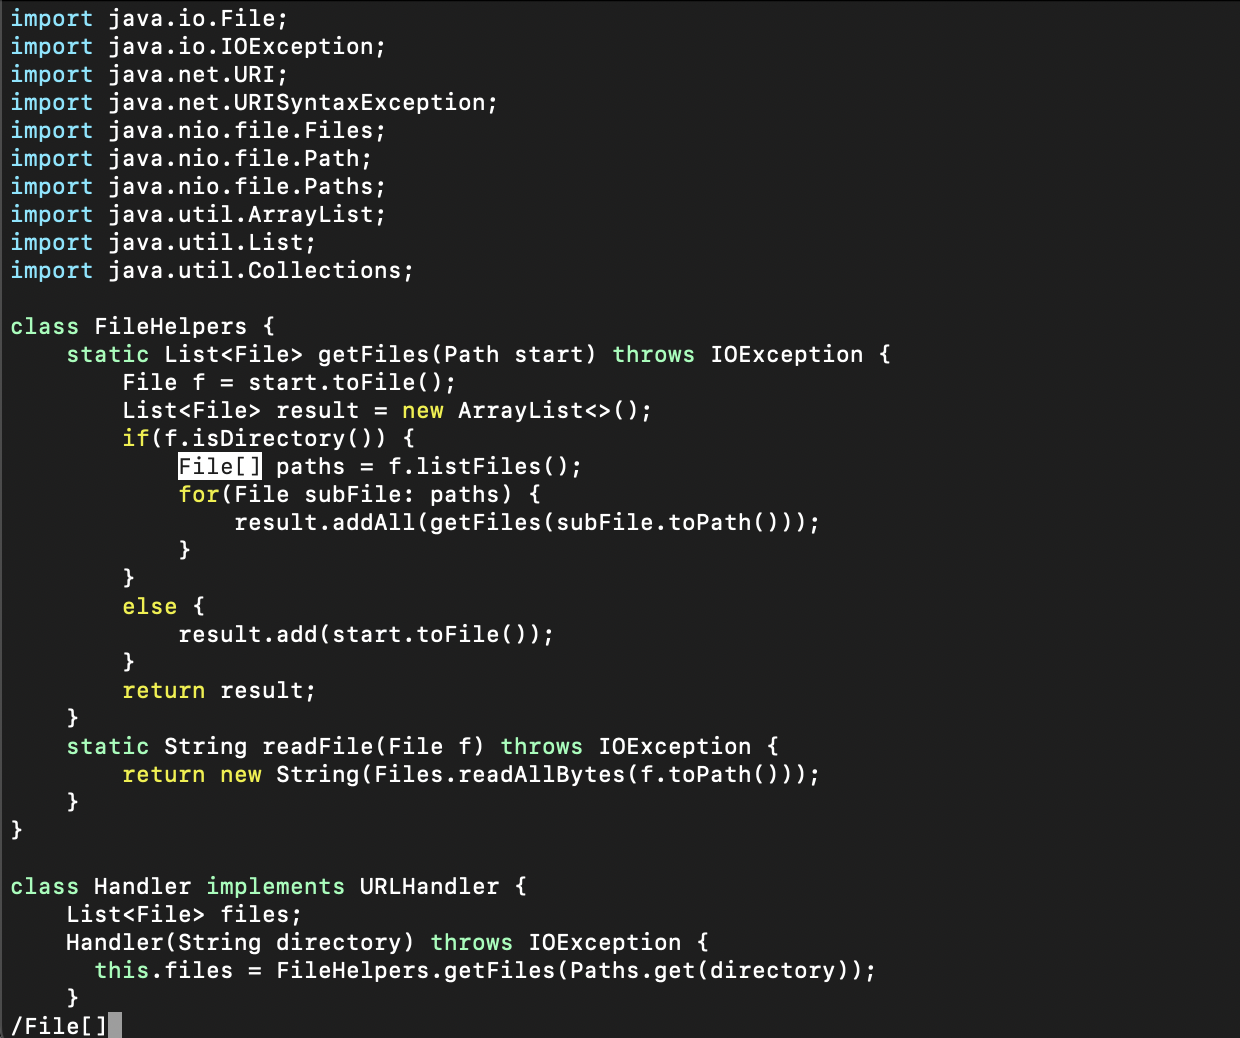 import java.io.File;
import java.io.IOException;
import java.net.URI;
import java.net.URISyntaxException;
import java.nio.file.Files;
import java.nio.file.Path;
import java.nio.file.Paths;
import java.util.ArrayList;
import java.util.List;
import java.util.Collections;

class FileHelpers {
    static List<File> getFiles(Path start) throws IOException {
        File f = start.toFile();
        List<File> result = new ArrayList<>();
        if(f.isDirectory()) {
            File[] paths = f.listFiles();
            for(File subFile: paths) {
                result.addAll(getFiles(subFile.toPath()));
            }
        }
        else {
            result.add(start.toFile());
        }
        return result;
    }
    static String readFile(File f) throws IOException {
        return new String(Files.readAllBytes(f.toPath()));
    }
}

class Handler implements URLHandler {
    List<File> files;
    Handler(String directory) throws IOException {
      this.files = FileHelpers.getFiles(Paths.get(directory));
    }
/File[]